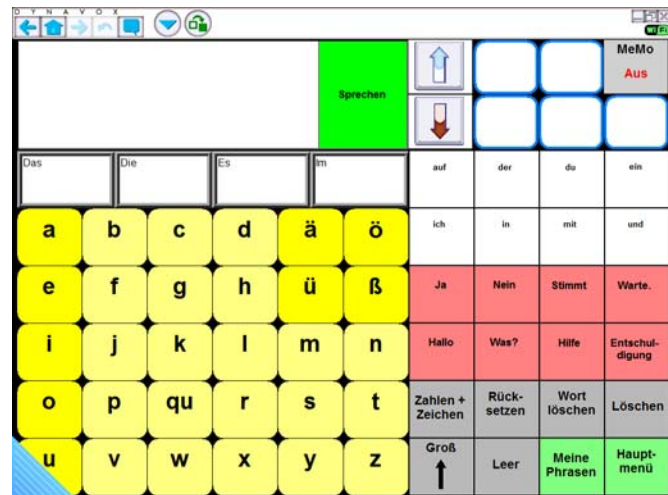 DYNAVOX
WiFi
MeMo
Aus
Sprechen
Das Die Es Im
auf der du ein
a b c d ä ö
ich in mit und
e f g h ü ß
Ja Nein Stimmt Warte.
i j k l m n
Hallo Was? Hilfe Entschul-
digung
o p qu r s t
Zahlen +
Zeichen
Rück-
setzen
Wort
löschen
Löschen
u v w x y z
Groß
Leer
Meine
Phrasen
Haupt-
menü